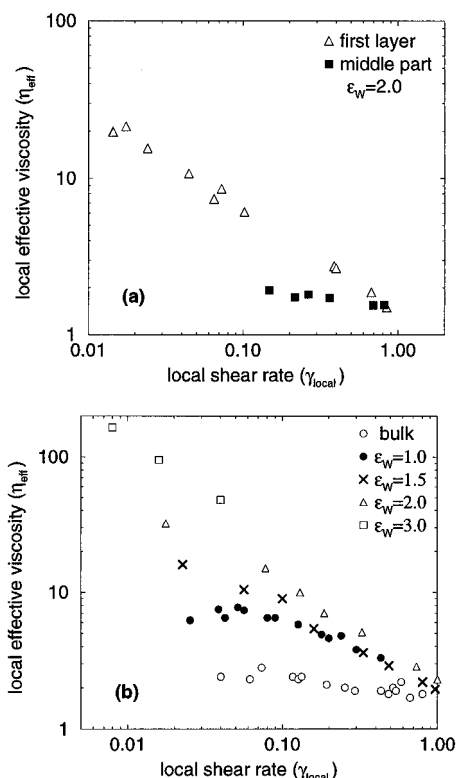 100
△ first layer
■ middle part
ε_W=2.0
local effective viscosity (η_eff)
10
(a)
1
0.01 0.10 1.00
local shear rate (γ_local)
○ bulk
● ε_W=1.0
× ε_W=1.5
△ ε_W=2.0
□ ε_W=3.0
100
local effective viscosity (η_eff)
10
(b)
1
0.01 0.10 1.00
local shear rate (γ_local)